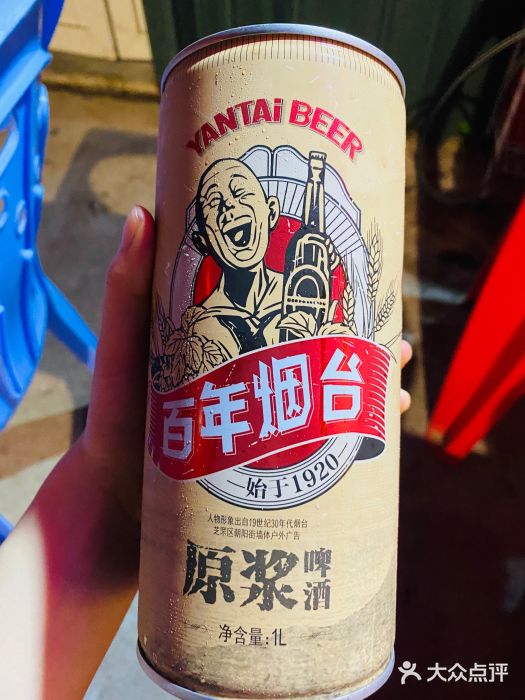 YANTAi BEER
百年烟台
始于1920
人物形象出自19世纪30年代烟台
芝罘区朝阳街墙体户外广告
原浆啤酒
净含量:1L
大众点评